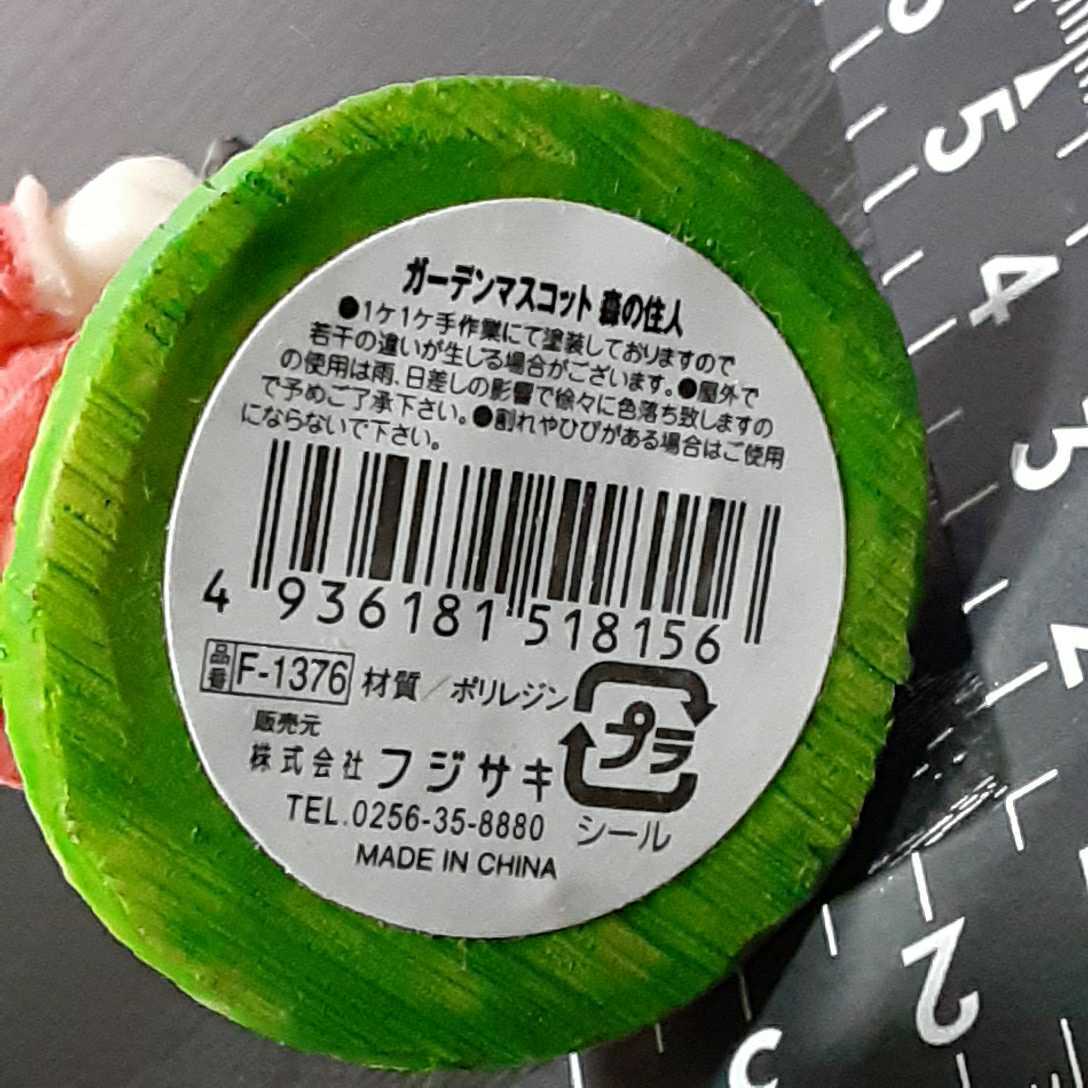 ガーデンマスコット 森の住人
●1ケ1ケ手作業にて塗装しておりますので
若干の違いが生じる場合がございます。●屋外で
の使用は雨、日差しの影響で徐々に色落ち致しますの
で予めご了承下さい。●割れやひびがある場合はご使用
にならないで下さい。
4 936181 518156
品番 F-1376 材質/ポリレジン
プラ
販売元
株式会社 フジサキ
TEL.0256-35-8880 シール
MADE IN CHINA
5
4
3
2
2